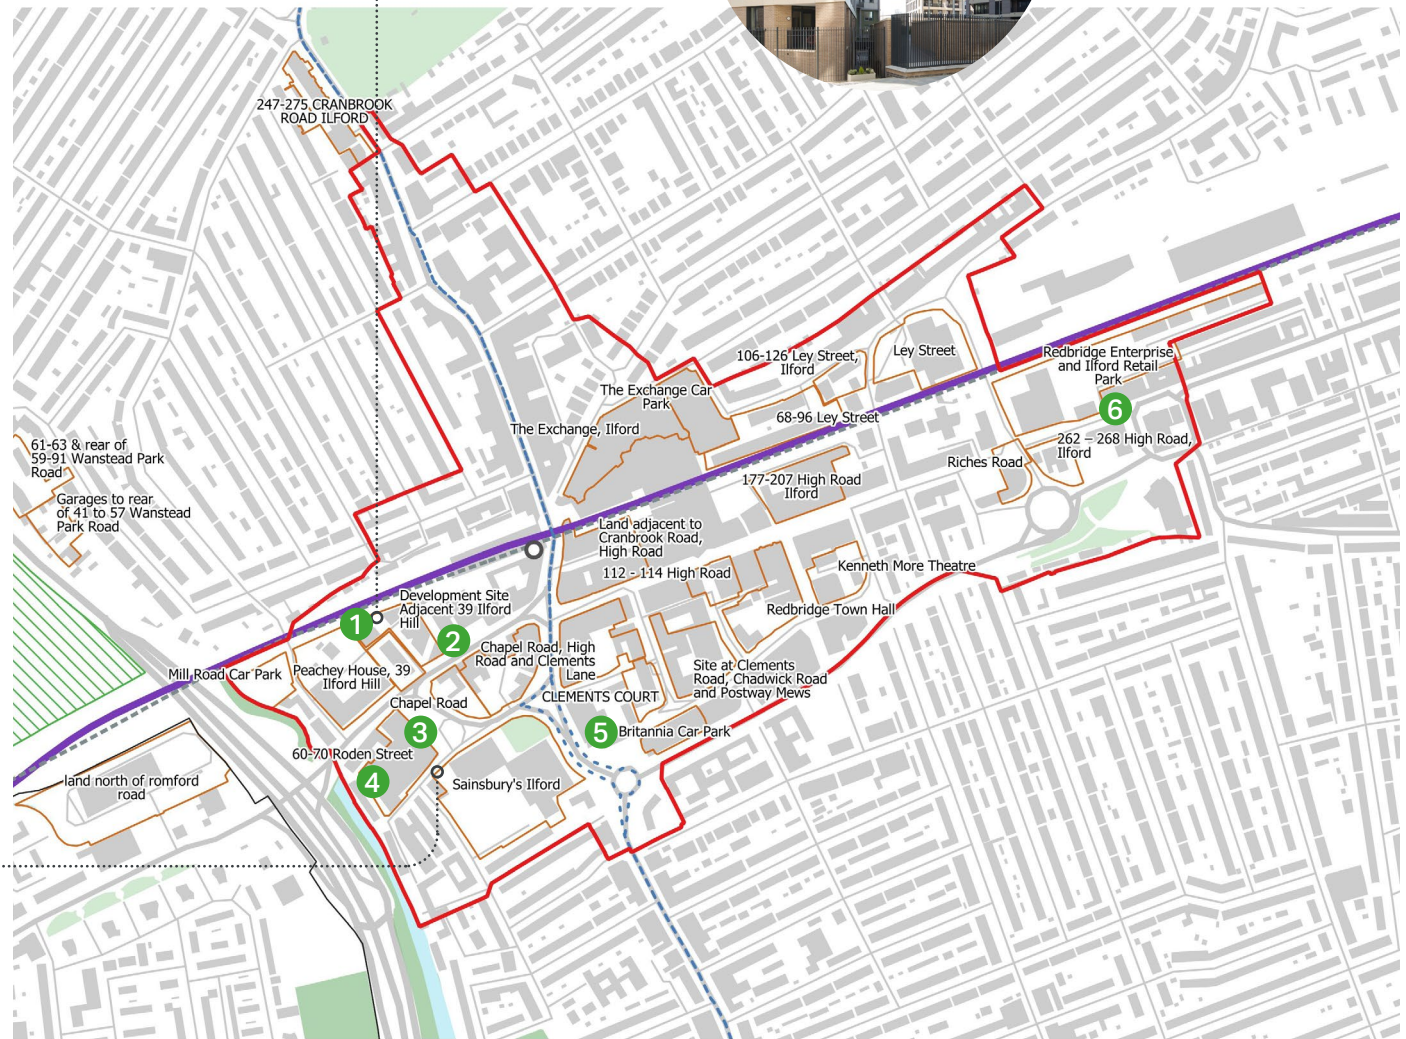 247-275 CRANBROOK
ROAD ILFORD
106-126 Ley Street,
Ilford
Ley Street
Redbridge Enterprise
and Ilford Retail
Park
The Exchange Car
Park
6
The Exchange, Ilford
68-96 Ley Street
61-63 & rear of
59-91 Wanstead Park
Road
262 – 268 High Road,
Ilford
Riches Road
177-207 High Road
Ilford
Garages to rear
of 41 to 57 Wanstead
Park Road
Land adjacent to
Cranbrook Road,
High Road
112 - 114 High Road
Kenneth More Theatre
Development Site
Adjacent 39 Ilford
Hill
Redbridge Town Hall
1
2
Chapel Road, High
Road and Clements
Lane
Mill Road Car Park
Peachey House, 39
Ilford Hill
Site at Clements
Road, Chadwick Road
and Postway Mews
CLEMENTS COURT
Chapel Road
3
5
Britannia Car Park
60-70 Roden Street
4
Sainsbury's Ilford
land north of romford
road